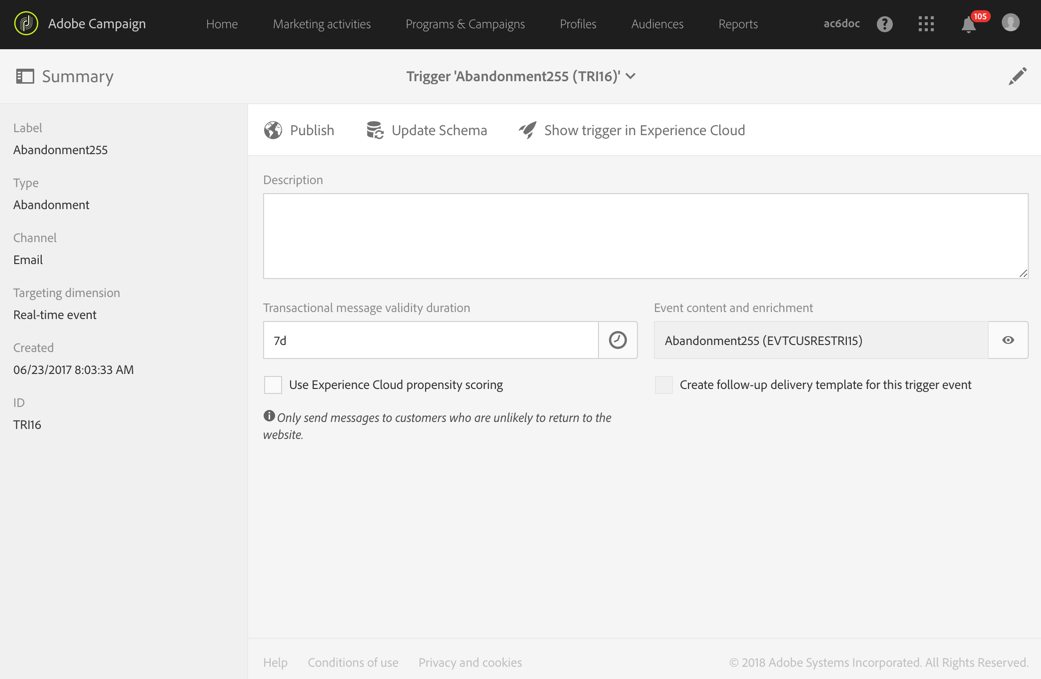 Adobe Campaign
Home
Marketing activities
Programs & Campaigns
Profiles
Audiences
Reports
ac6doc
105
Summary
Trigger 'Abandonment255 (TRI16)'
Label
Abandonment255
Type
Abandonment
Channel
Email
Targeting dimension
Real-time event
Created
06/23/2017 8:03:33 AM
ID
TRI16
Publish
Update Schema
Show trigger in Experience Cloud
Description
Transactional message validity duration
7d
Event content and enrichment
Abandonment255 (EVTCUSRESTRI15)
Use Experience Cloud propensity scoring
Create follow-up delivery template for this trigger event
Only send messages to customers who are unlikely to return to the
website.
Help
Conditions of use
Privacy and cookies
© 2018 Adobe Systems Incorporated. All Rights Reserved.